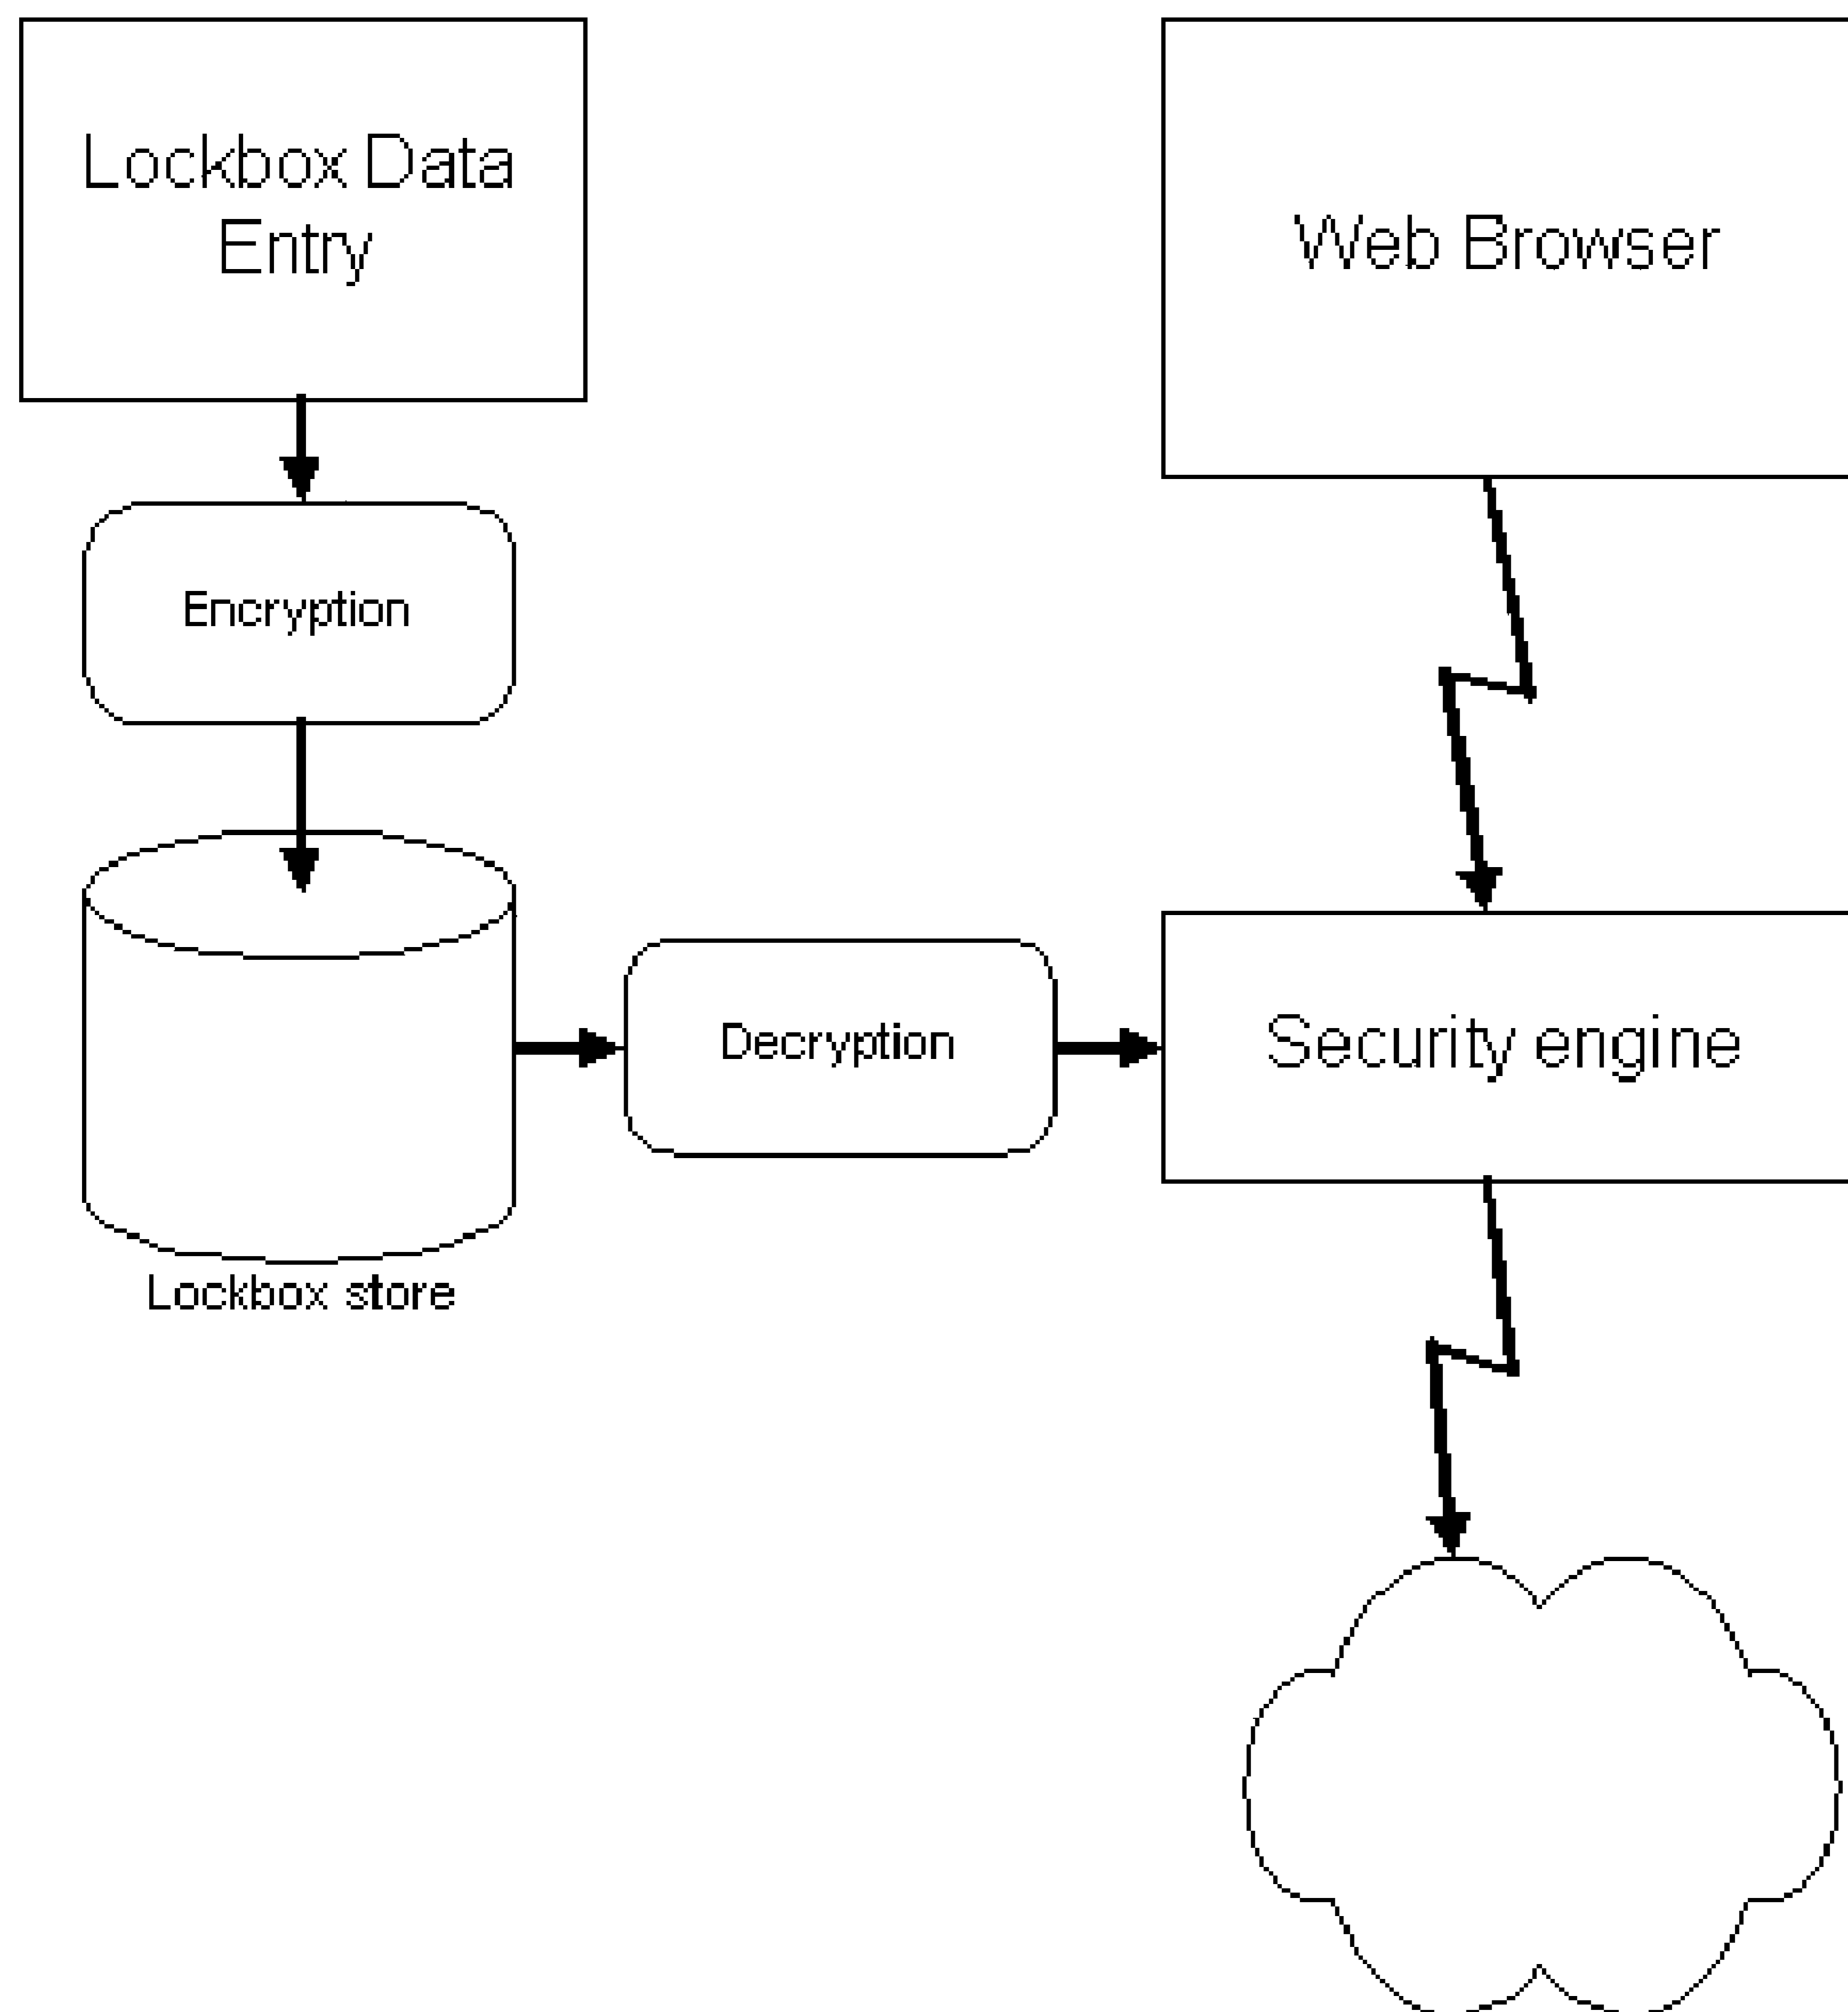 Lockbox Data
Entry
Web Browser
Encryption
Decryption
Security engine
Lockbox store